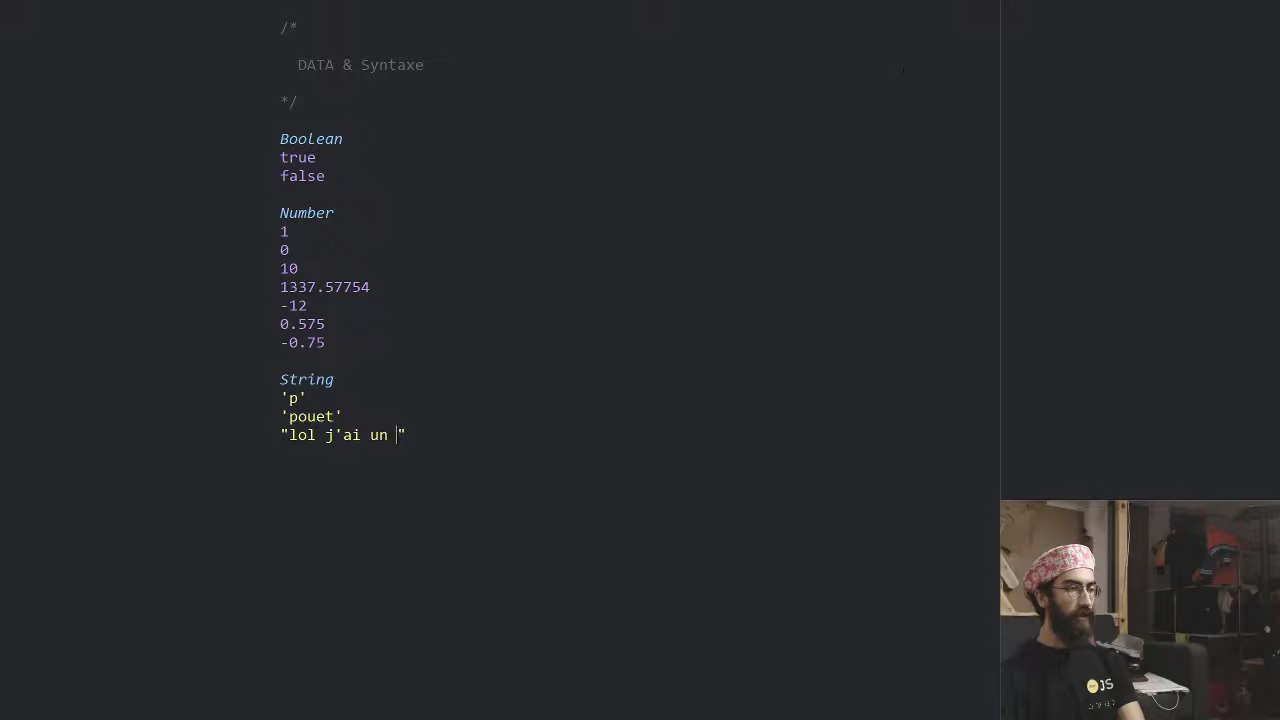 /*
DATA & Syntaxe
*/
Boolean
true
false
Number
1
0
10
1337.57754
-12
0.575
-0.75
String
'p'
'pouet'
"lol j'ai un "
JS